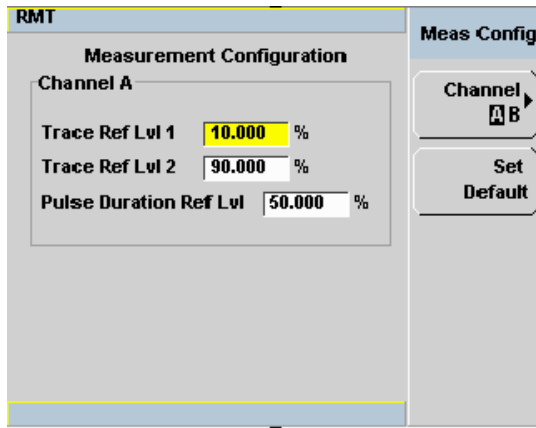 RMT
Measurement Configuration
Channel A
Trace Ref Lvl 1 10.000 %
Trace Ref Lvl 2 90.000 %
Pulse Duration Ref Lvl 50.000 %
Meas Config
Channel
A B
Set
Default